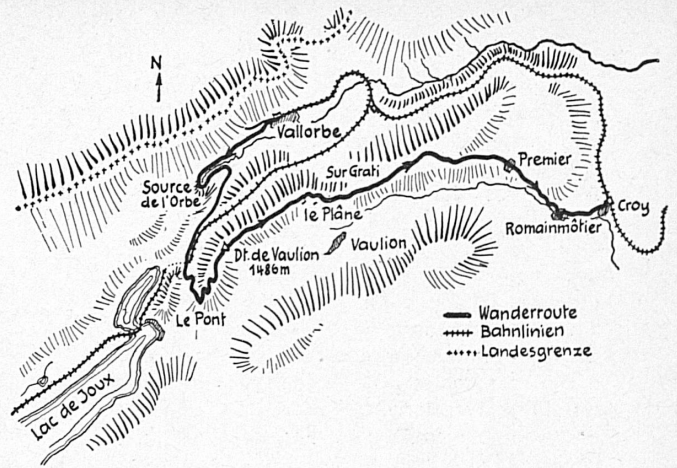 N
Vallorbe
Source
de l'Orbe
Sur Grati
Premier
le Plâne
Croy
Romainmôtier
Dt. de Vaulion
1486m
Vaulion
Le Pont
Lac de Joux
Wanderroute
Bahnlinien
Landesgrenze